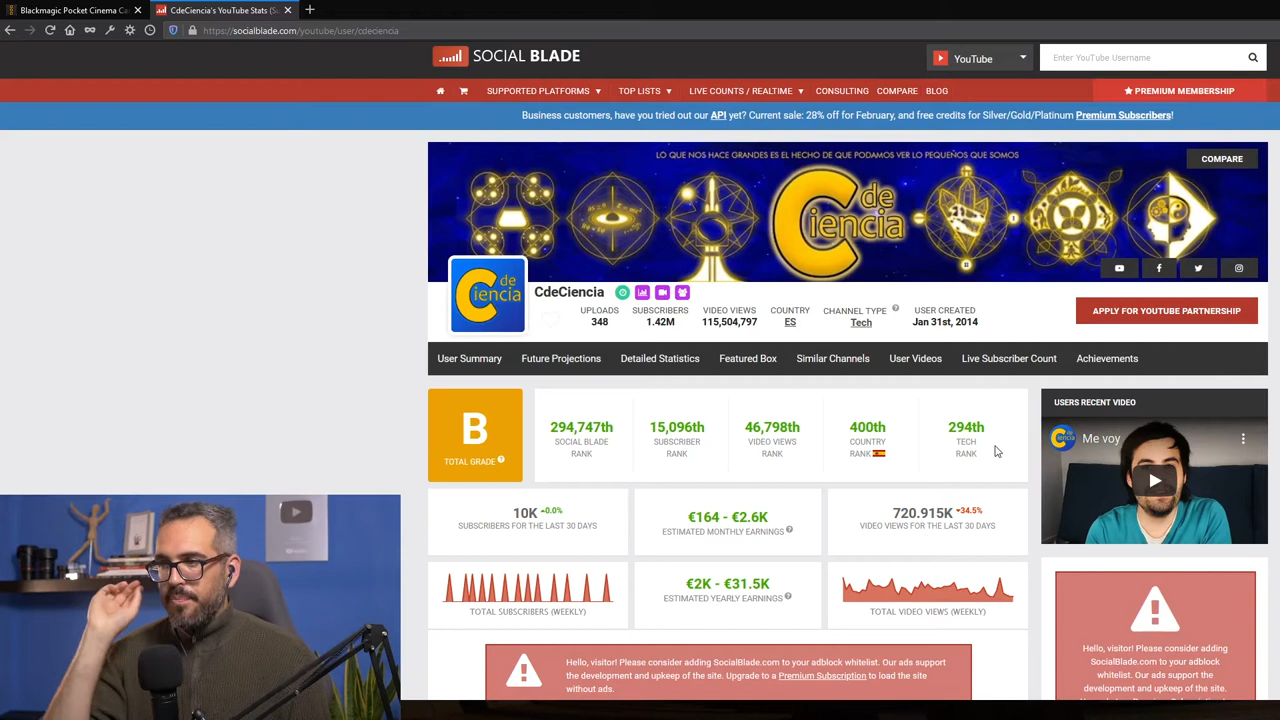 Blackmagic Pocket Cinema Ca
CdeCiencia's YouTube Stats (Su
https://socialblade.com/youtube/user/cdeciencia
SOCIAL BLADE
YouTube
Enter YouTube Username
SUPPORTED PLATFORMS
TOP LISTS
LIVE COUNTS / REALTIME
CONSULTING
COMPARE
BLOG
PREMIUM MEMBERSHIP
Business customers, have you tried out our API yet? Current sale: 28% off for February, and free credits for Silver/Gold/Platinum Premium Subscribers!
LO QUE NOS HACE GRANDES ES EL HECHO DE QUE PODAMOS VER LO PEQUEÑOS QUE SOMOS
COMPARE
C de
iencia
C de
iencia
CdeCiencia
UPLOADS
348
SUBSCRIBERS
1.42M
VIDEO VIEWS
115,504,797
COUNTRY
ES
CHANNEL TYPE
Tech
USER CREATED
Jan 31st, 2014
APPLY FOR YOUTUBE PARTNERSHIP
User Summary
Future Projections
Detailed Statistics
Featured Box
Similar Channels
User Videos
Live Subscriber Count
Achievements
B
TOTAL GRADE
294,747th
SOCIAL BLADE
RANK
15,096th
SUBSCRIBER
RANK
46,798th
VIDEO VIEWS
RANK
400th
COUNTRY
RANK
294th
TECH
RANK
USERS RECENT VIDEO
Me voy
10K 0.0%
SUBSCRIBERS FOR THE LAST 30 DAYS
€164 - €2.6K
ESTIMATED MONTHLY EARNINGS
720.915K 34.5%
VIDEO VIEWS FOR THE LAST 30 DAYS
TOTAL SUBSCRIBERS (WEEKLY)
€2K - €31.5K
ESTIMATED YEARLY EARNINGS
TOTAL VIDEO VIEWS (WEEKLY)
Hello, visitor! Please consider adding SocialBlade.com to your adblock whitelist. Our ads support
the development and upkeep of the site. Upgrade to a Premium Subscription to load the site
without ads.
Hello, visitor! Please consider adding
SocialBlade.com to your adblock
whitelist. Our ads support the
development and upkeep of the site.